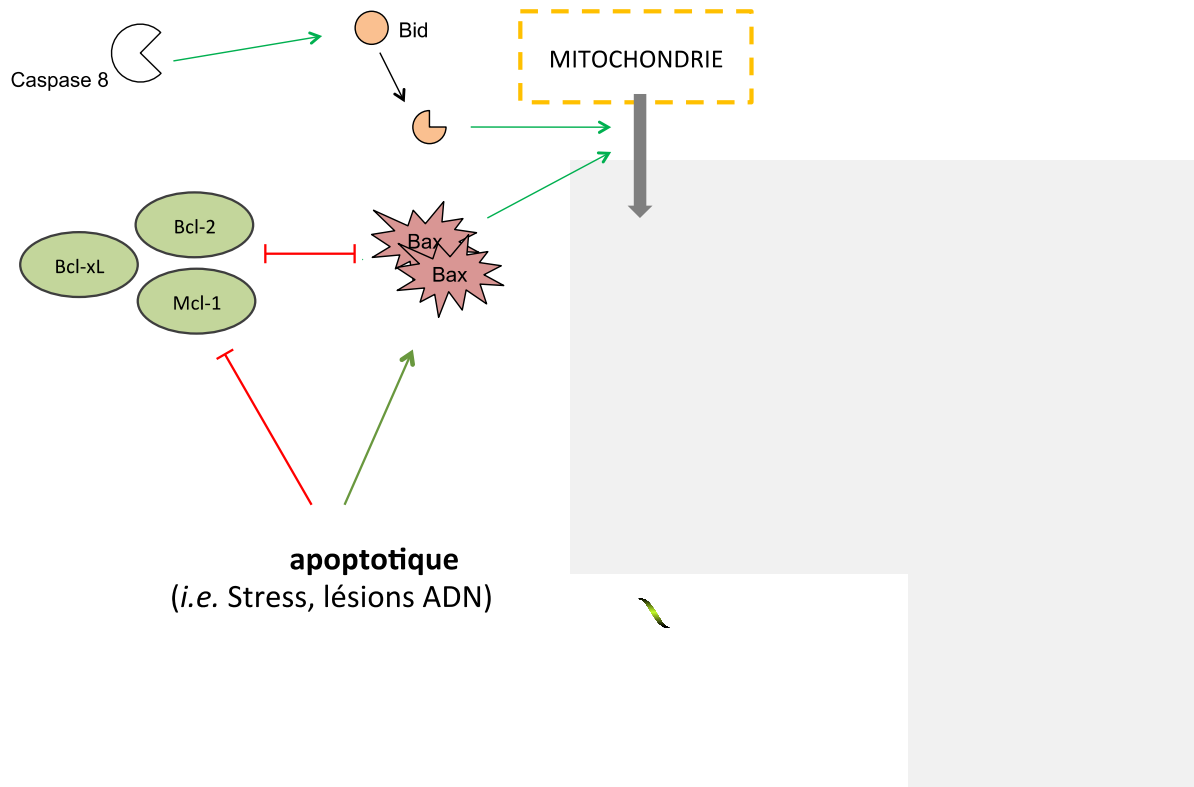 Bid
MITOCHONDRIE
Caspase 8
Bcl-2
Bax
Bcl-xL
Bax
Mcl-1
apoptotique
(i.e. Stress, lésions ADN)